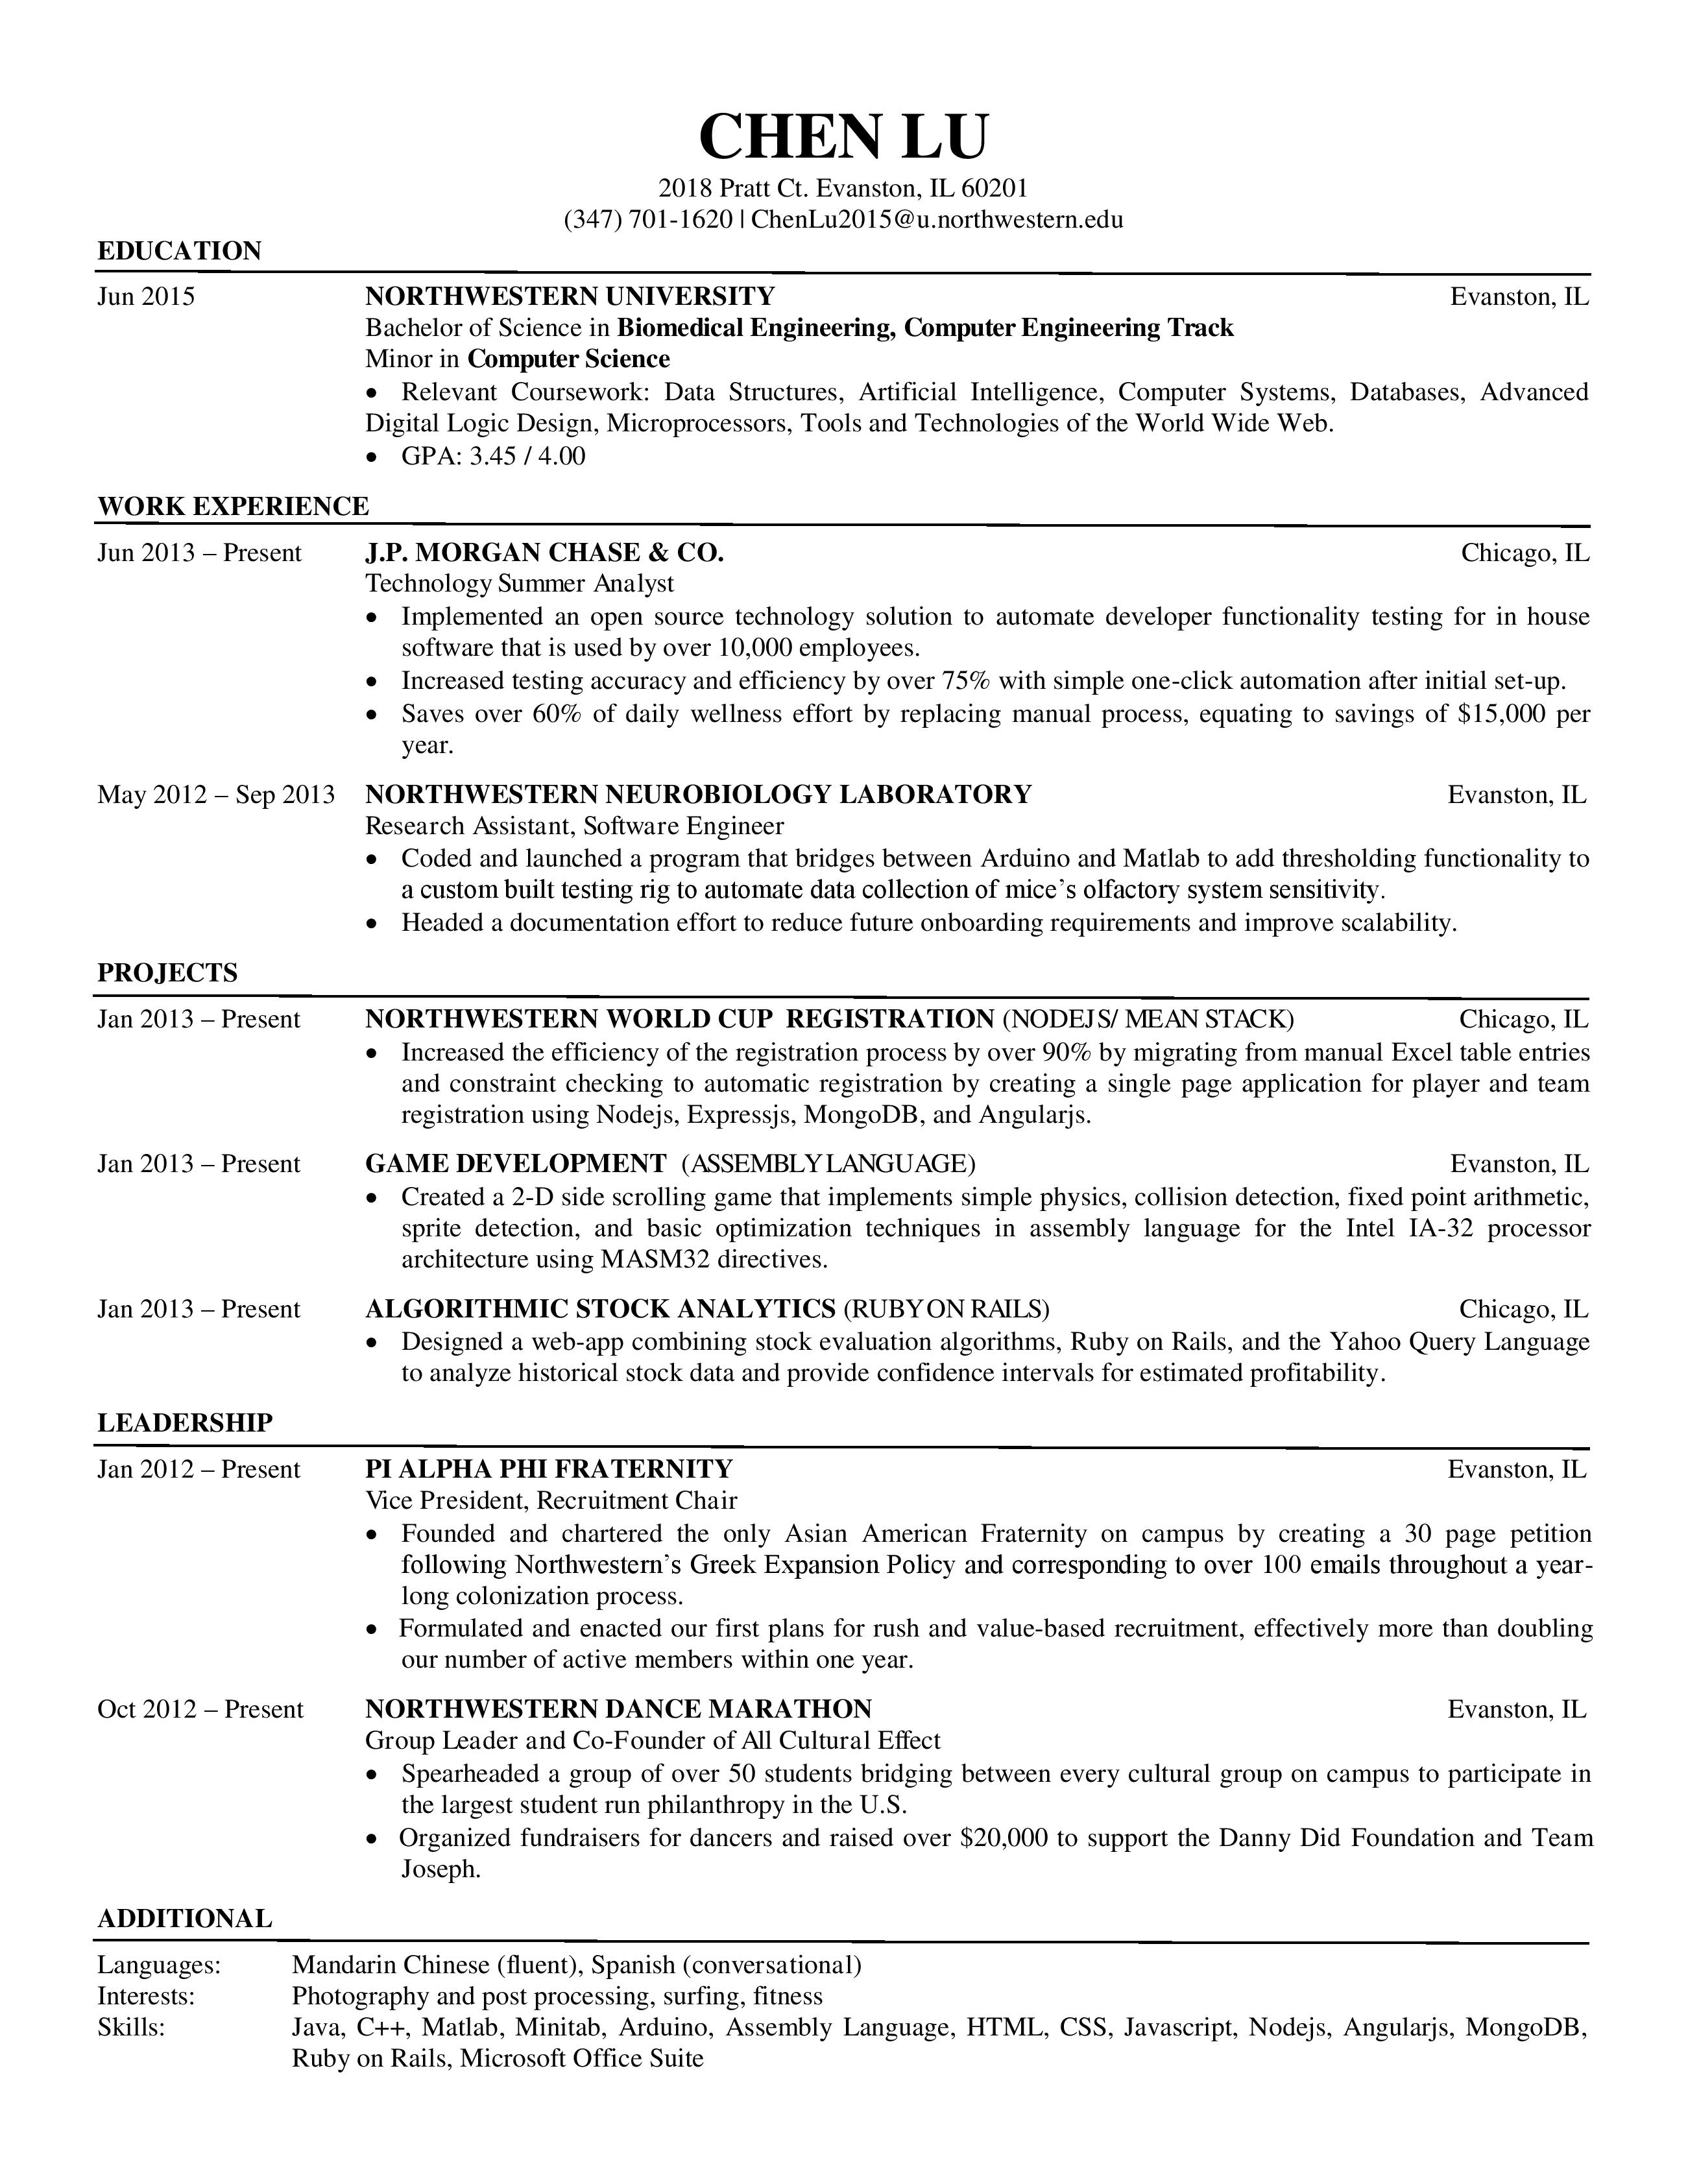 CHEN LU
2018 Pratt Ct. Evanston, IL 60201
(347) 701-1620 | ChenLu2015@u.northwestern.edu
EDUCATION
Jun 2015 NORTHWESTERN UNIVERSITY Evanston, IL
Bachelor of Science in Biomedical Engineering, Computer Engineering Track
Minor in Computer Science
• Relevant Coursework: Data Structures, Artificial Intelligence, Computer Systems, Databases, Advanced
Digital Logic Design, Microprocessors, Tools and Technologies of the World Wide Web.
• GPA: 3.45 / 4.00
WORK EXPERIENCE
Jun 2013 – Present J.P. MORGAN CHASE & CO. Chicago, IL
Technology Summer Analyst
• Implemented an open source technology solution to automate developer functionality testing for in house
software that is used by over 10,000 employees.
• Increased testing accuracy and efficiency by over 75% with simple one-click automation after initial set-up.
• Saves over 60% of daily wellness effort by replacing manual process, equating to savings of $15,000 per
year.
May 2012 – Sep 2013 NORTHWESTERN NEUROBIOLOGY LABORATORY Evanston, IL
Research Assistant, Software Engineer
• Coded and launched a program that bridges between Arduino and Matlab to add thresholding functionality to
a custom built testing rig to automate data collection of mice’s olfactory system sensitivity.
• Headed a documentation effort to reduce future onboarding requirements and improve scalability.
PROJECTS
Jan 2013 – Present NORTHWESTERN WORLD CUP REGISTRATION (NODEJS/ MEAN STACK) Chicago, IL
• Increased the efficiency of the registration process by over 90% by migrating from manual Excel table entries
and constraint checking to automatic registration by creating a single page application for player and team
registration using Nodejs, Expressjs, MongoDB, and Angularjs.
Jan 2013 – Present GAME DEVELOPMENT (ASSEMBLY LANGUAGE) Evanston, IL
• Created a 2-D side scrolling game that implements simple physics, collision detection, fixed point arithmetic,
sprite detection, and basic optimization techniques in assembly language for the Intel IA-32 processor
architecture using MASM32 directives.
Jan 2013 – Present ALGORITHMIC STOCK ANALYTICS (RUBY ON RAILS) Chicago, IL
• Designed a web-app combining stock evaluation algorithms, Ruby on Rails, and the Yahoo Query Language
to analyze historical stock data and provide confidence intervals for estimated profitability.
LEADERSHIP
Jan 2012 – Present PI ALPHA PHI FRATERNITY Evanston, IL
Vice President, Recruitment Chair
• Founded and chartered the only Asian American Fraternity on campus by creating a 30 page petition
following Northwestern’s Greek Expansion Policy and corresponding to over 100 emails throughout a year-
long colonization process.
• Formulated and enacted our first plans for rush and value-based recruitment, effectively more than doubling
our number of active members within one year.
Oct 2012 – Present NORTHWESTERN DANCE MARATHON Evanston, IL
Group Leader and Co-Founder of All Cultural Effect
• Spearheaded a group of over 50 students bridging between every cultural group on campus to participate in
the largest student run philanthropy in the U.S.
• Organized fundraisers for dancers and raised over $20,000 to support the Danny Did Foundation and Team
Joseph.
ADDITIONAL
Languages: Mandarin Chinese (fluent), Spanish (conversational)
Interests: Photography and post processing, surfing, fitness
Skills: Java, C++, Matlab, Minitab, Arduino, Assembly Language, HTML, CSS, Javascript, Nodejs, Angularjs, MongoDB,
Ruby on Rails, Microsoft Office Suite